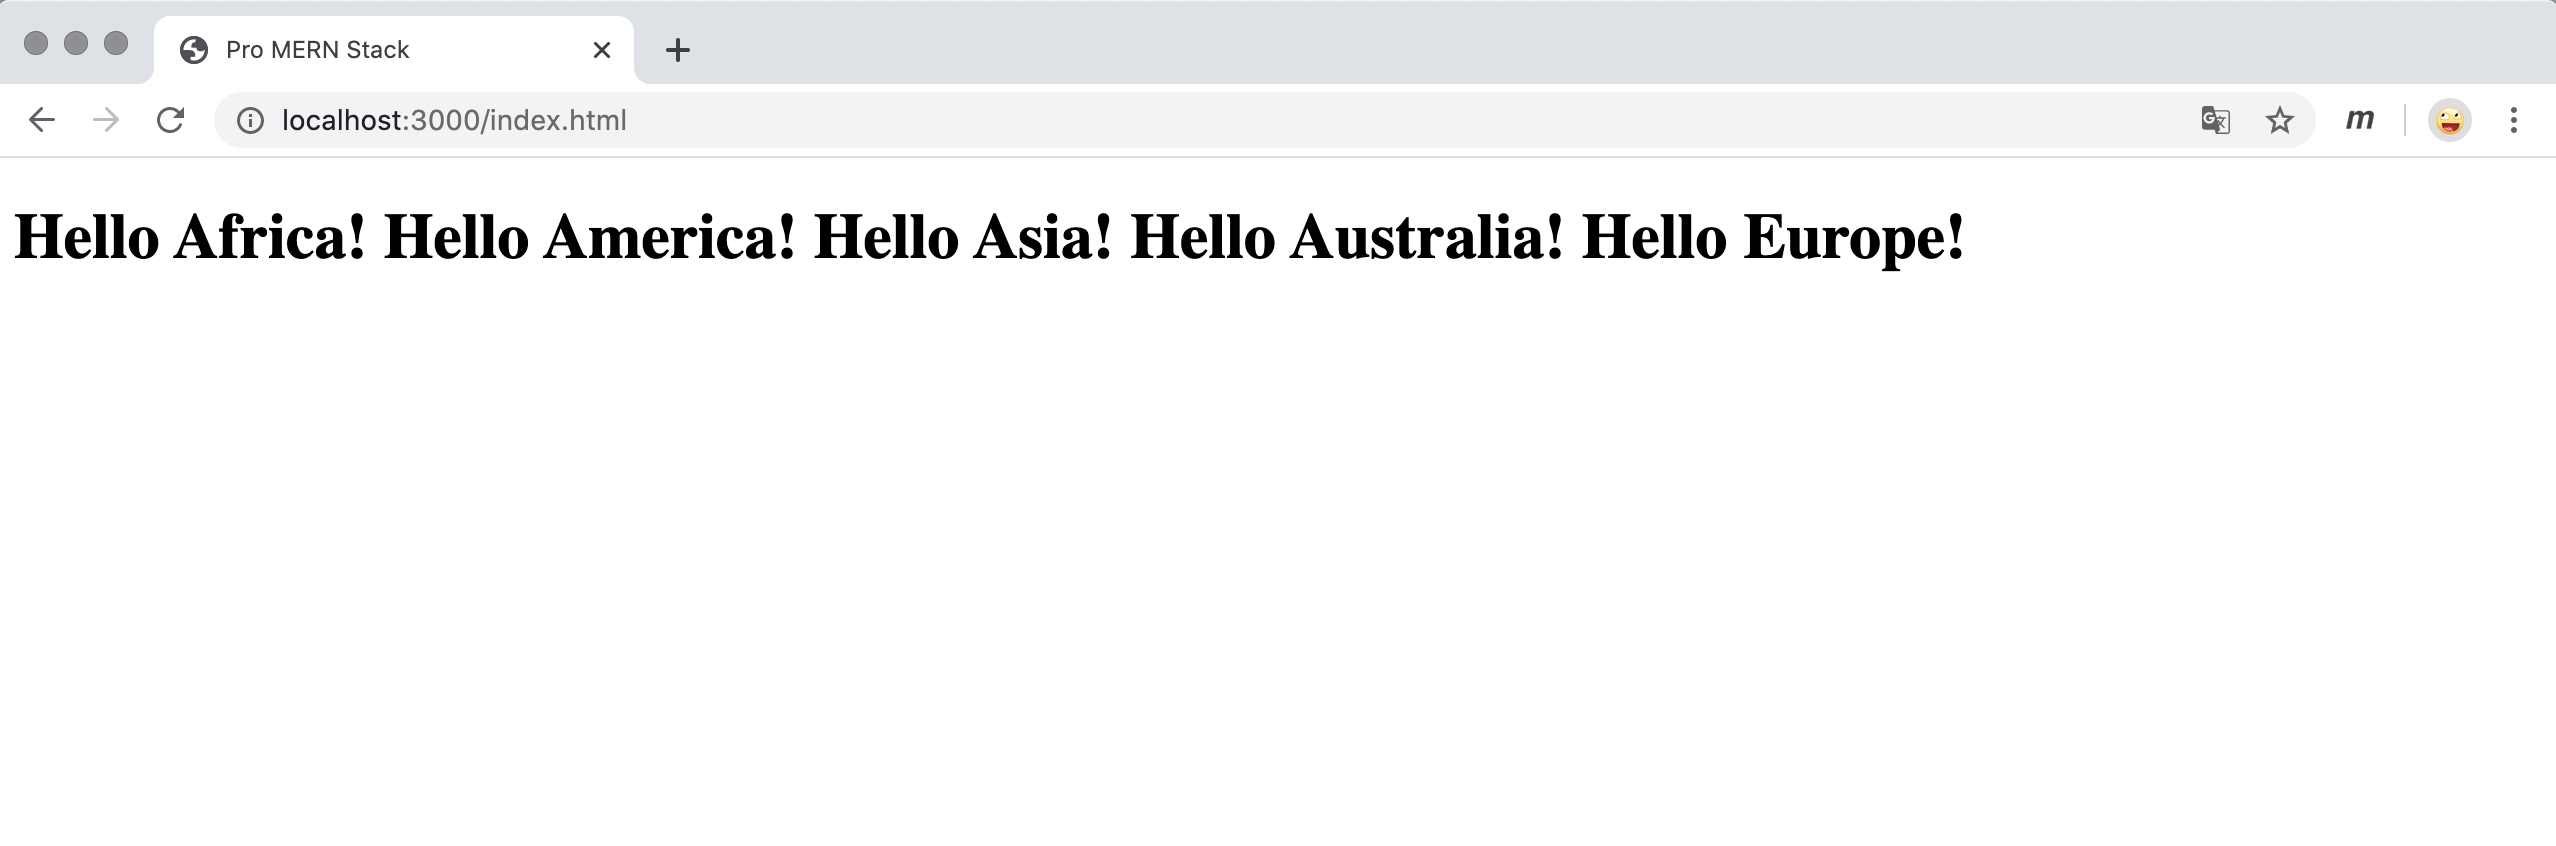 Pro MERN Stack
localhost:3000/index.html
m
Hello Africa! Hello America! Hello Asia! Hello Australia! Hello Europe!